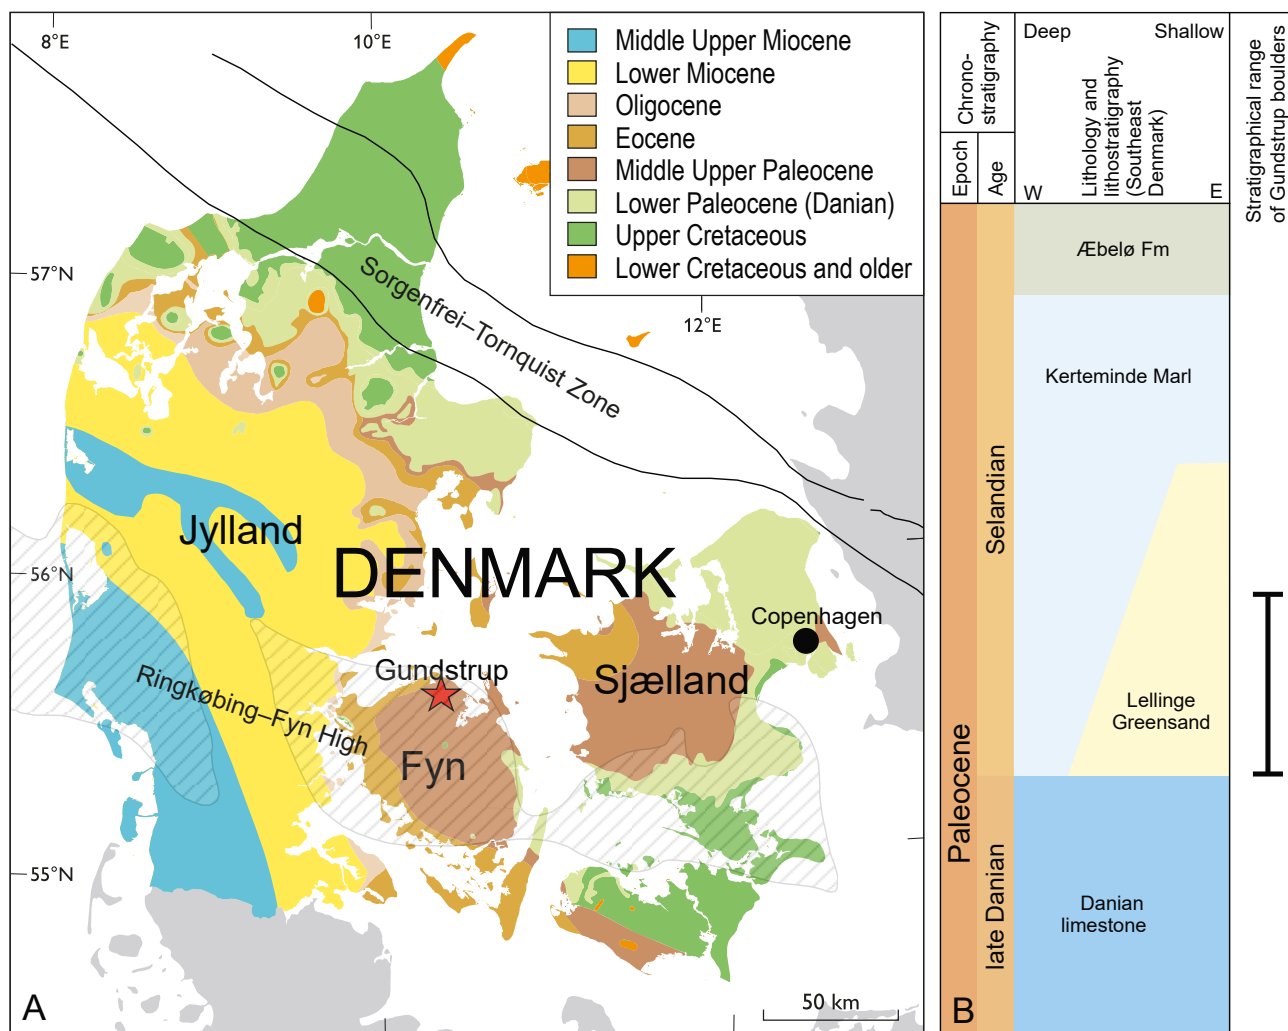 8°E
10°E
Middle Upper Miocene
Lower Miocene
Oligocene
Eocene
Middle Upper Paleocene
Lower Paleocene (Danian)
Upper Cretaceous
Lower Cretaceous and older
57°N
12°E
Sorgenfrei–Tornquist Zone
Jylland
DENMARK
56°N
Copenhagen
Gundstrup
Sjælland
Ringkøbing–Fyn High
Fyn
55°N
A
50 km
Chrono-
stratigraphy
Epoch
Age
Deep
Shallow
Lithology and
lithostratigraphy
(Southeast
Denmark)
W
E
Stratigraphical range
of Gundstrup boulders
Æbelø Fm
Kerteminde Marl
Selandian
Lellinge
Greensand
Paleocene
late Danian
Danian
limestone
B